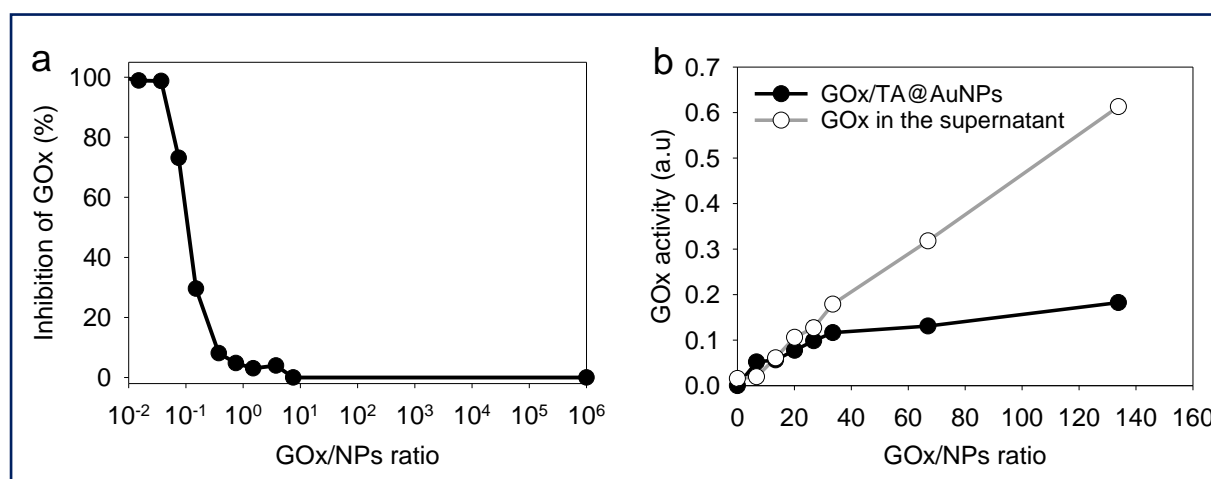 a
100
80
60
40
20
0
Inhibition of GOx (%)
10-2 10-1 100 101 102 103 104 105 106
GOx/NPs ratio
b
0.7
0.6
0.5
0.4
0.3
0.2
0.1
0.0
GOx activity (a.u)
GOx/TA@AuNPs
GOx in the supernatant
0 20 40 60 80 100 120 140 160
GOx/NPs ratio